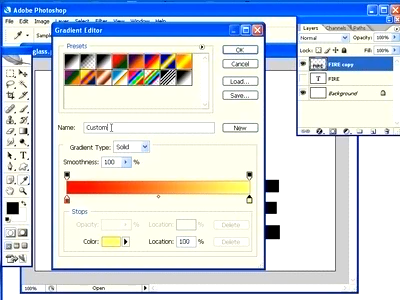 Adobe Photoshop
File Edit Image Layer Select Filter View Window Help
glass.
Gradient Editor
Presets
OK
Cancel
Load...
Save...
Name: Custom
New
Gradient Type: Solid
Smoothness: 100 %
Stops
Opacity: % Location: % Delete
Color: Location: 100 % Delete
Layers Channels Paths
Normal Opacity: 100%
Lock: Fill: 100%
FIRE copy
T FIRE
Background
100% Open